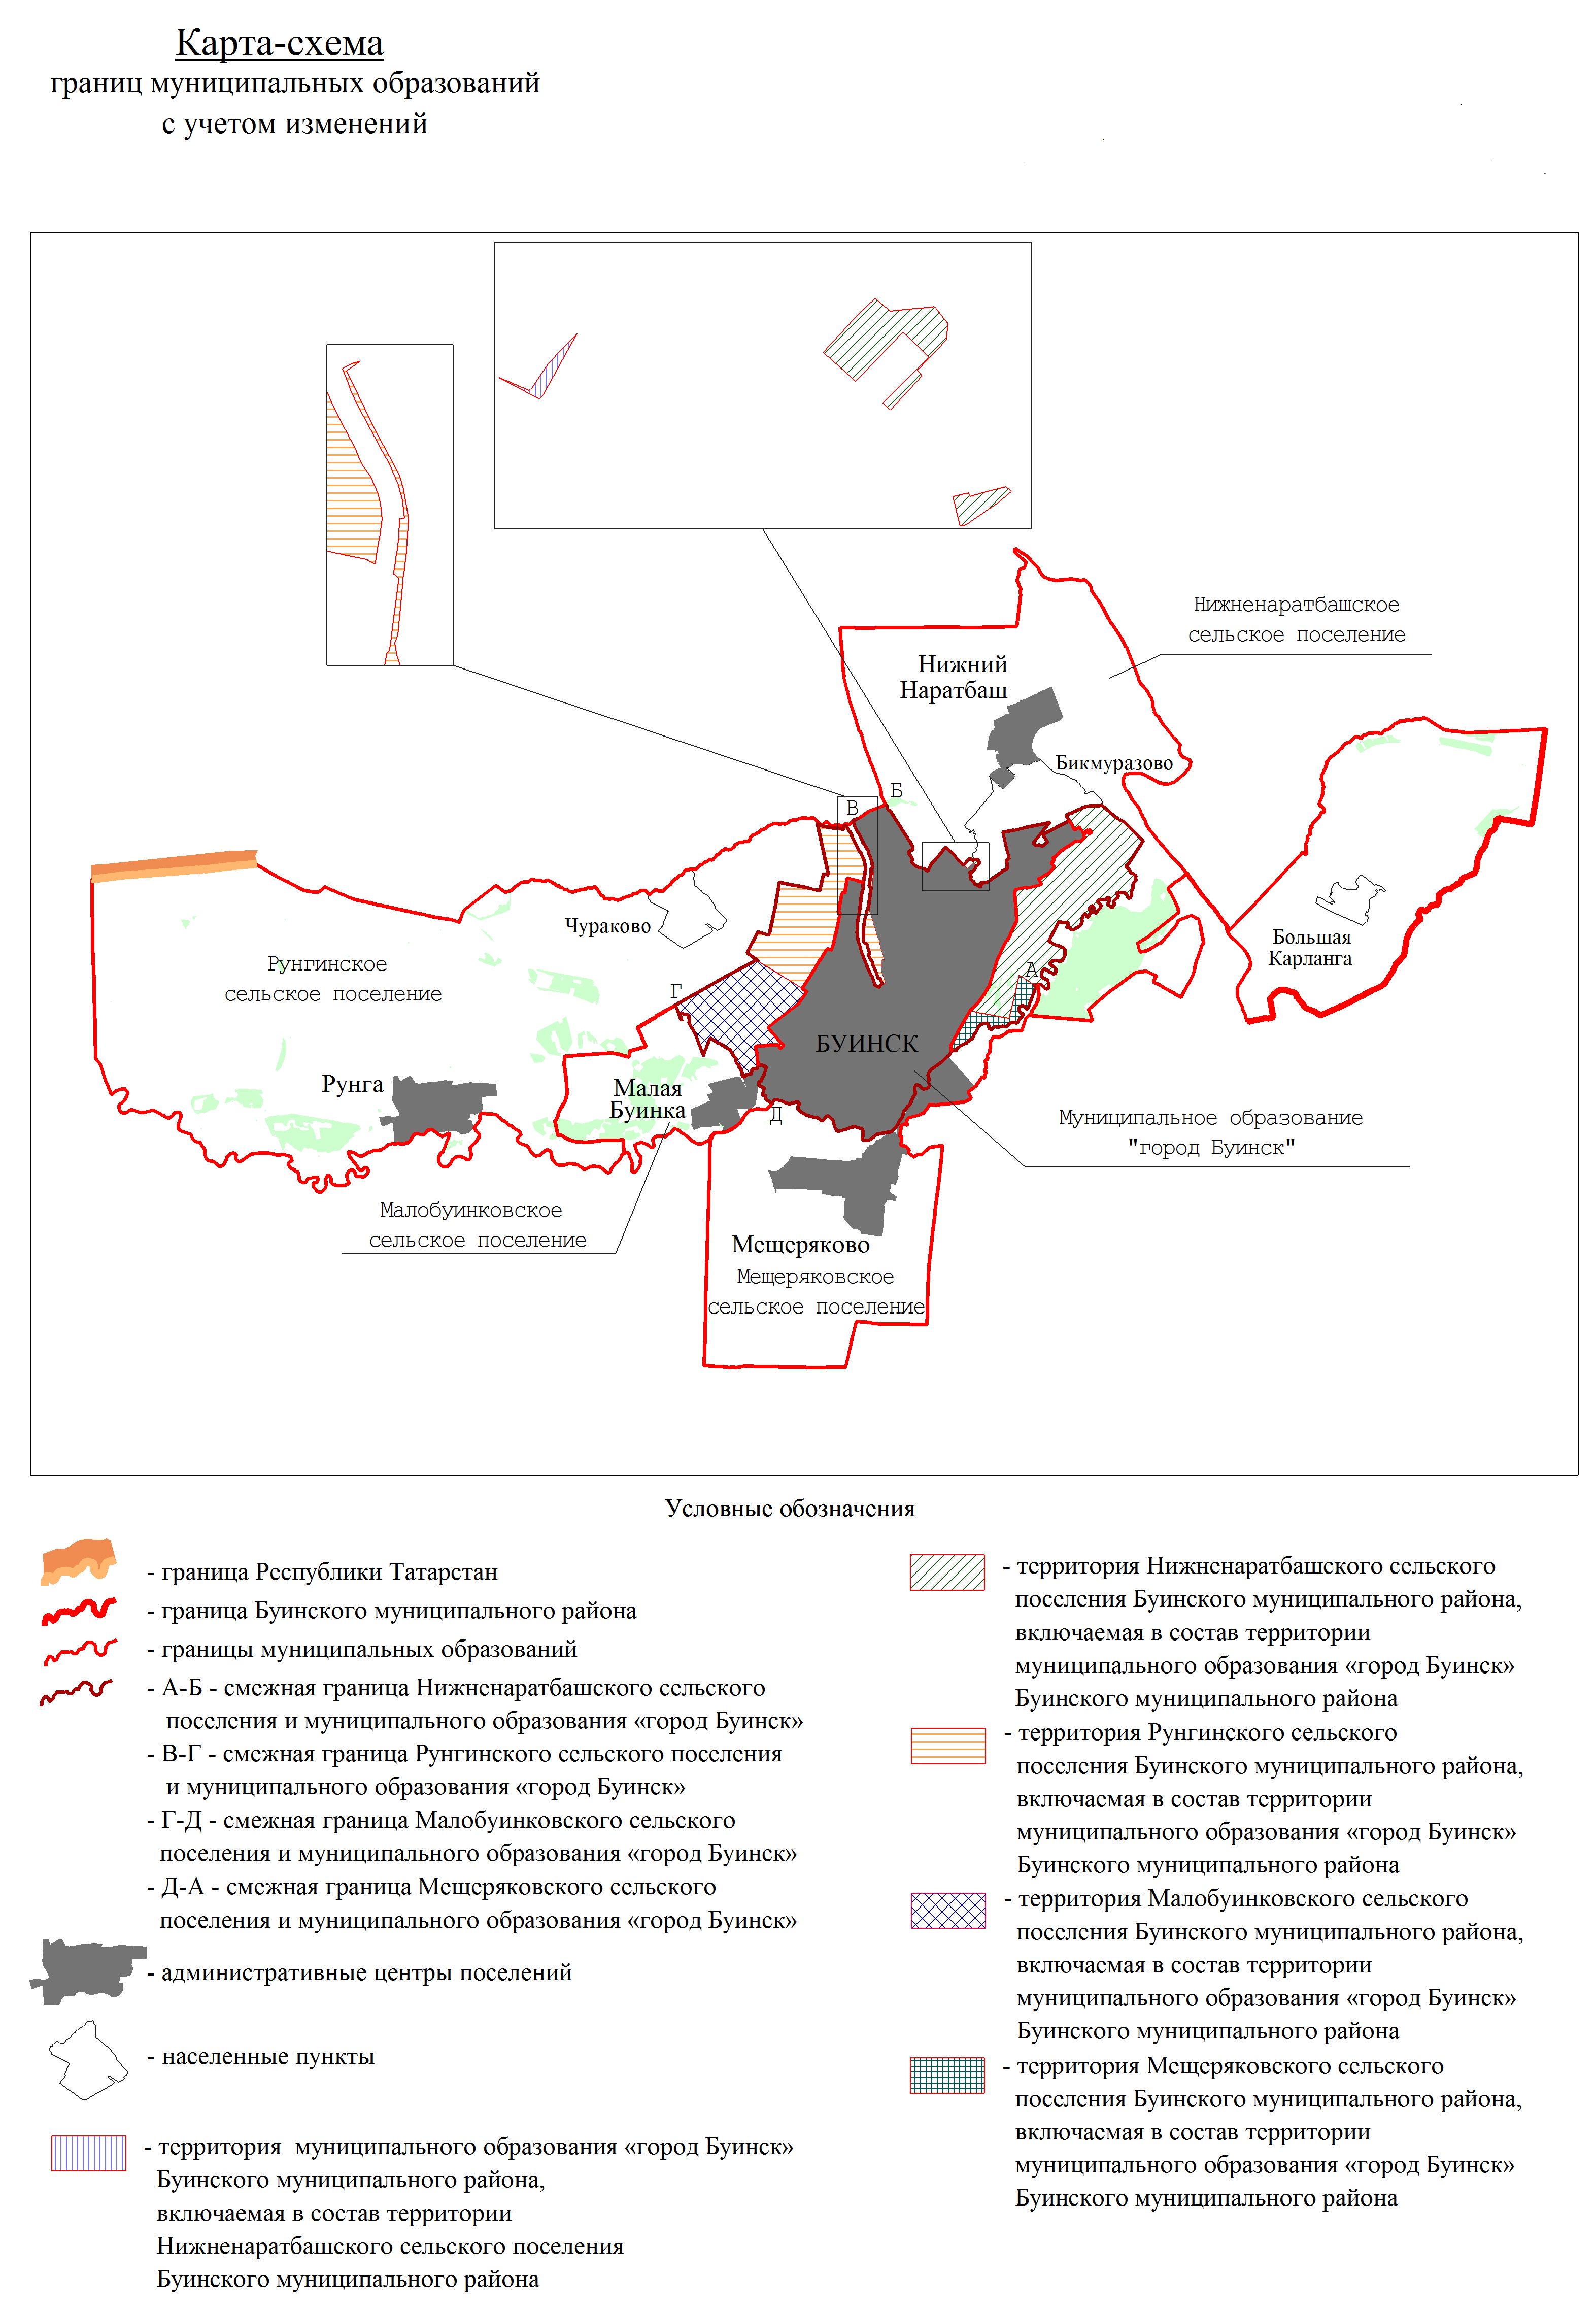 Карта-схема
границ муниципальных образований
с учетом изменений
Нижненаратбашское
сельское поселение
Нижний
Наратбаш
Бикмуразово
Б
В
Чураково
Большая
Карланга
Рунгинское
сельское поселение
А
Г
БУИНСК
Рунга
Малая
Буинка
Д
Муниципальное образование
"город Буинск"
Малобуинковское
сельское поселение
Мещеряково
Мещеряковское
сельское поселение
Условные обозначения
- граница Республики Татарстан
- граница Буинского муниципального района
- границы муниципальных образований
- А-Б - смежная граница Нижненаратбашского сельского
поселения и муниципального образования «город Буинск»
- В-Г - смежная граница Рунгинского сельского поселения
и муниципального образования «город Буинск»
- Г-Д - смежная граница Малобуинковского сельского
поселения и муниципального образования «город Буинск»
- Д-А - смежная граница Мещеряковского сельского
поселения и муниципального образования «город Буинск»
- административные центры поселений
- населенные пункты
- территория муниципального образования «город Буинск»
Буинского муниципального района,
включаемая в состав территории
Нижненаратбашского сельского поселения
Буинского муниципального района
- территория Нижненаратбашского сельского
поселения Буинского муниципального района,
включаемая в состав территории
муниципального образования «город Буинск»
Буинского муниципального района
- территория Рунгинского сельского
поселения Буинского муниципального района,
включаемая в состав территории
муниципального образования «город Буинск»
Буинского муниципального района
- территория Малобуинковского сельского
поселения Буинского муниципального района,
включаемая в состав территории
муниципального образования «город Буинск»
Буинского муниципального района
- территория Мещеряковского сельского
поселения Буинского муниципального района,
включаемая в состав территории
муниципального образования «город Буинск»
Буинского муниципального района